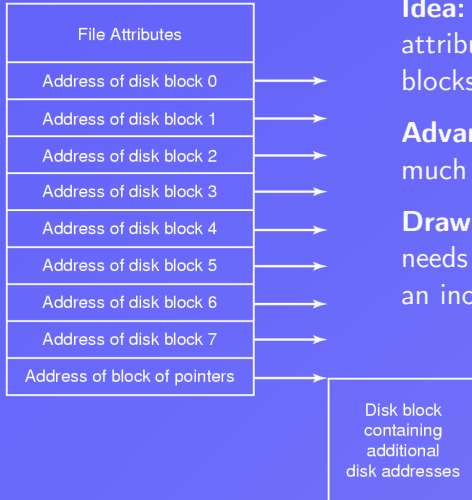 File Attributes
Address of disk block 0
Address of disk block 1
Address of disk block 2
Address of disk block 3
Address of disk block 4
Address of disk block 5
Address of disk block 6
Address of disk block 7
Address of block of pointers
Disk block
containing
additional
disk addresses
Idea:
attribu
blocks
Advan
much
Draw
needs
an inc